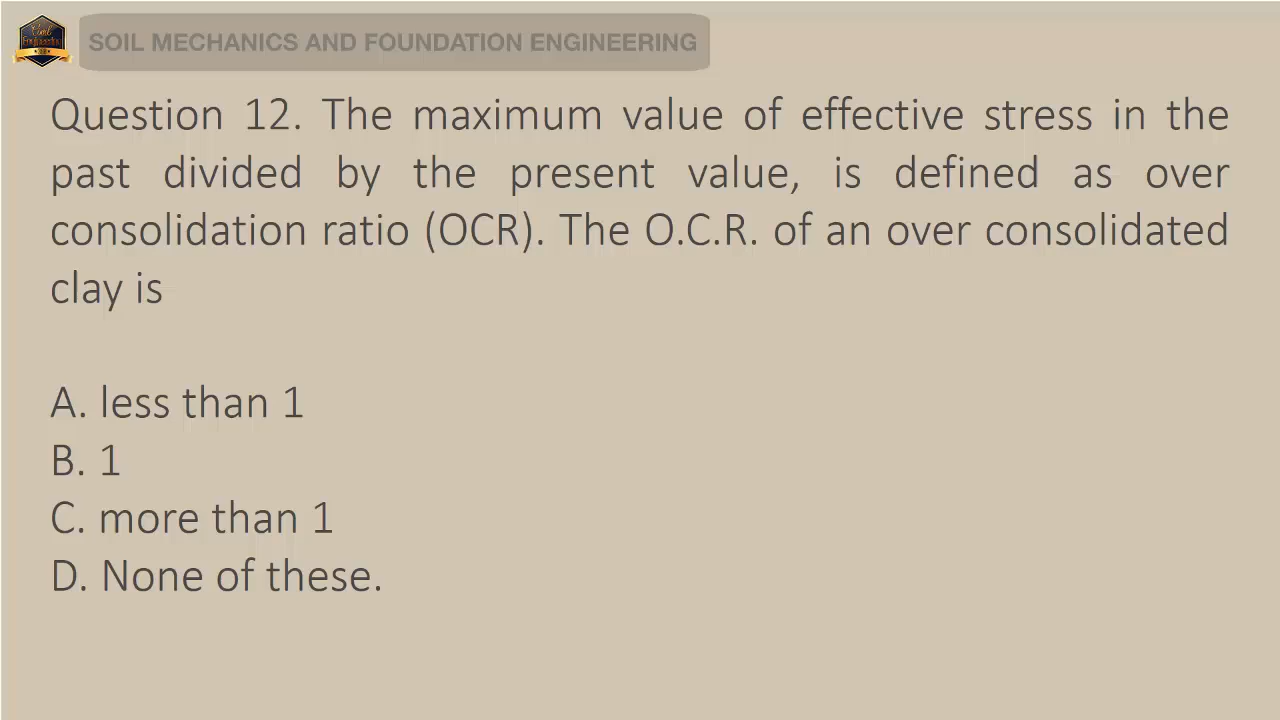 Civil
Engineering
SOIL MECHANICS AND FOUNDATION ENGINEERING
Question 12. The maximum value of effective stress in the
past divided by the present value, is defined as over
consolidation ratio (OCR). The O.C.R. of an over consolidated
clay is
A. less than 1
B. 1
C. more than 1
D. None of these.